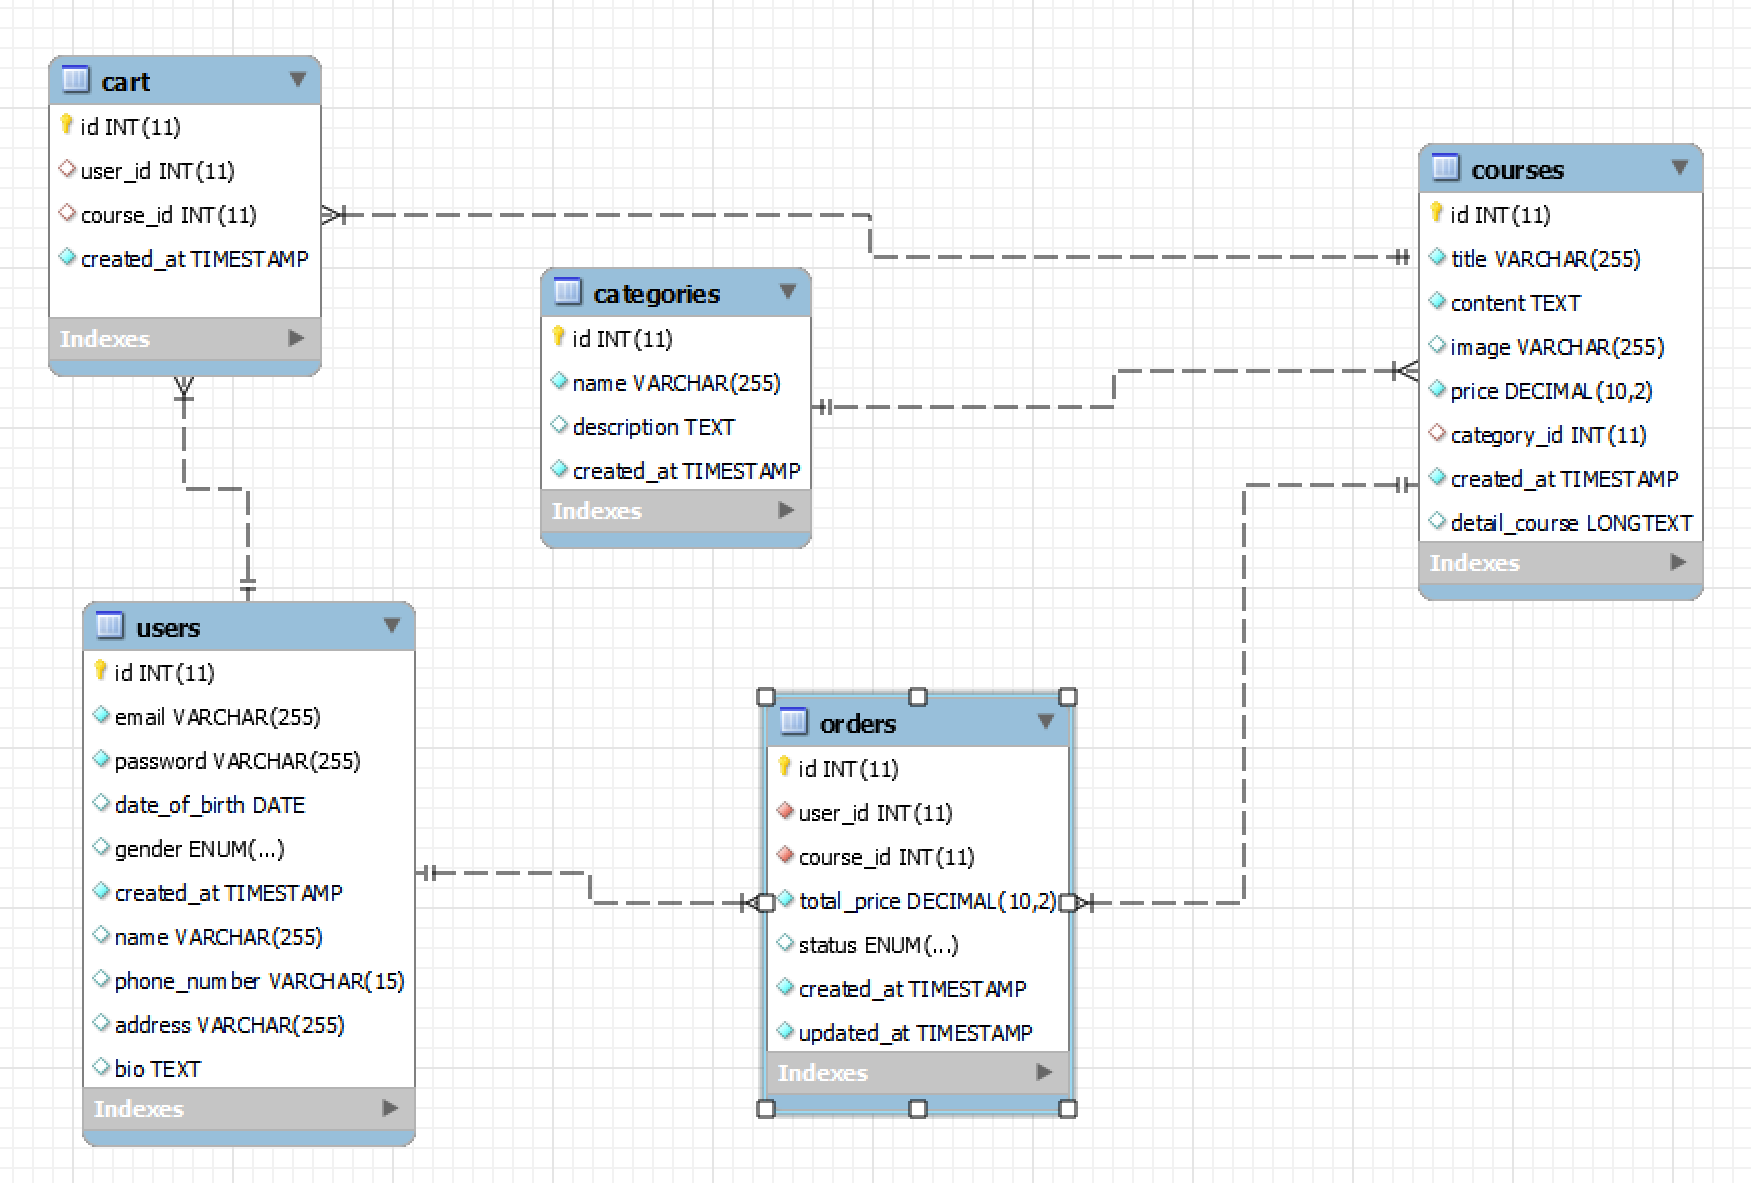 cart
id INT(11)
user_id INT(11)
course_id INT(11)
created_at TIMESTAMP
Indexes
categories
id INT(11)
name VARCHAR(255)
description TEXT
created_at TIMESTAMP
Indexes
courses
id INT(11)
title VARCHAR(255)
content TEXT
image VARCHAR(255)
price DECIMAL(10,2)
category_id INT(11)
created_at TIMESTAMP
detail_course LONGTEXT
Indexes
users
id INT(11)
email VARCHAR(255)
password VARCHAR(255)
date_of_birth DATE
gender ENUM(...)
created_at TIMESTAMP
name VARCHAR(255)
phone_number VARCHAR(15)
address VARCHAR(255)
bio TEXT
Indexes
orders
id INT(11)
user_id INT(11)
course_id INT(11)
total_price DECIMAL(10,2)
status ENUM(...)
created_at TIMESTAMP
updated_at TIMESTAMP
Indexes